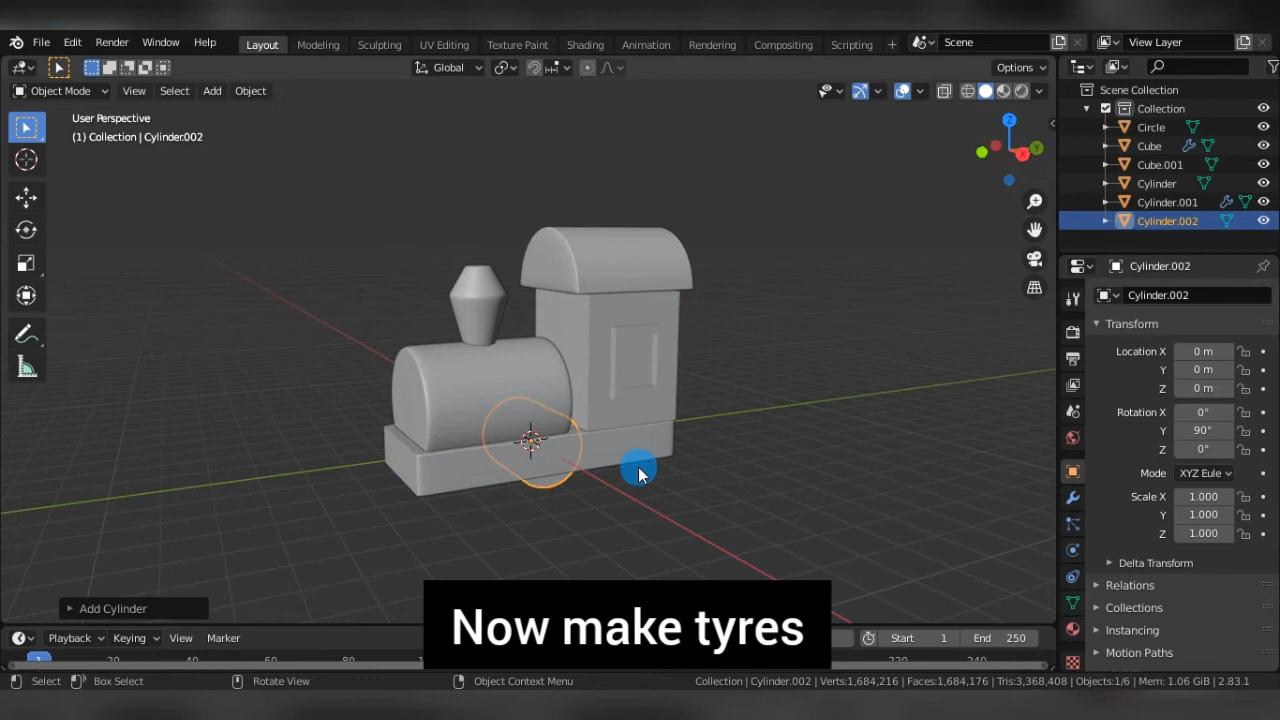 File Edit Render Window Help Layout Modeling Sculpting UV Editing Texture Paint Shading Animation Rendering Compositing Scripting + Scene View Layer
Global Options
Object Mode View Select Add Object
User Perspective
(1) Collection | Cylinder.002
Z
X
Y
Scene Collection
Collection
Circle
Cube
Cube.001
Cylinder
Cylinder.001
Cylinder.002
Cylinder.002
Cylinder.002
Transform
Location X 0 m
Y 0 m
Z 0 m
Rotation X 0°
Y 90°
Z 0°
Mode XYZ Eule
Scale X 1.000
Y 1.000
Z 1.000
Delta Transform
Relations
Collections
Instancing
Motion Paths
Add Cylinder
Now make tyres
Playback Keying View Marker Start 1 End 250
Select Box Select Rotate View Object Context Menu Collection | Cylinder.002 | Verts:1,684,216 | Faces:1,684,176 | Tris:3,368,408 | Objects:1/6 | Mem: 1.06 GiB | 2.83.1